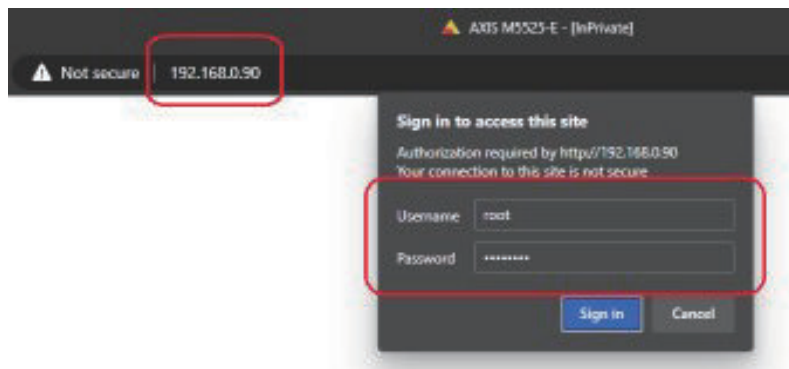 AXIS M5525-E - [InPrivate]
Not secure | 192.168.0.90
Sign in to access this site
Authorization required by http://192.168.0.90
Your connection to this site is not secure
Username root
Password ••••••••
Sign in Cancel